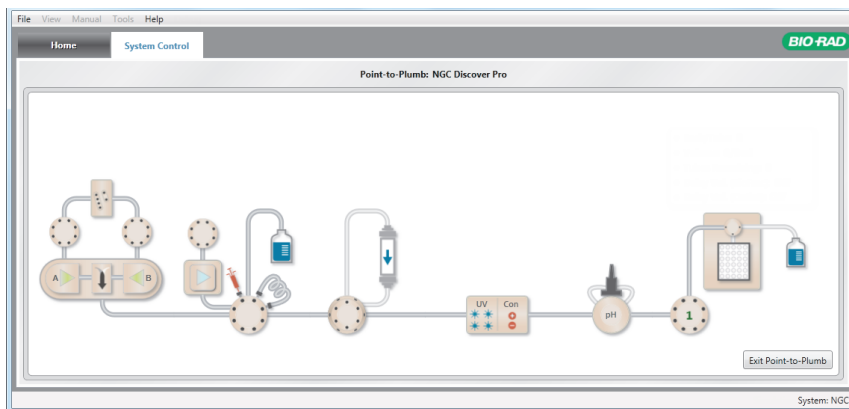 File View Manual Tools Help
Home System Control BIO-RAD
Point-to-Plumb: NGC Discover Pro
A B
UV Con
pH
1
Exit Point-to-Plumb
System: NGC